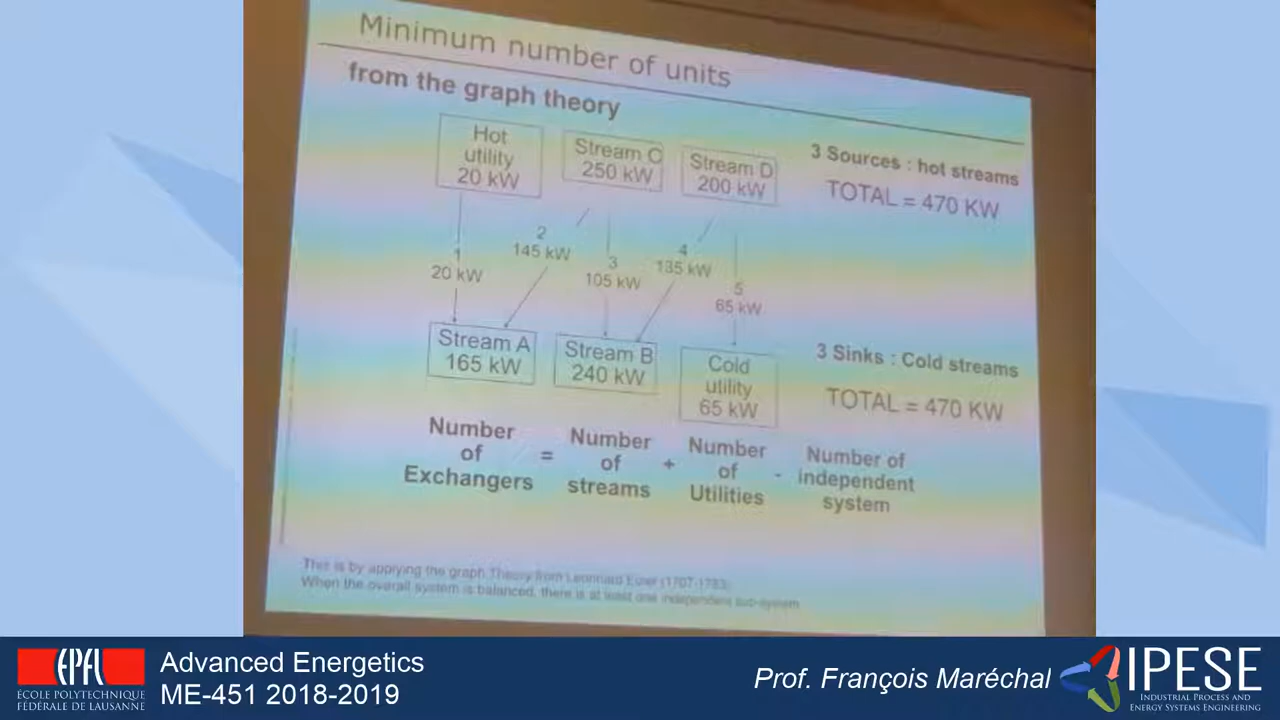 Minimum number of units
from the graph theory
Hot
utility
20 kW
Stream C
250 kW
Stream D
200 kW
3 Sources : hot streams
TOTAL = 470 KW
1
20 kW
2
145 kW
3
105 kW
4
135 kW
5
65 kW
Stream A
165 kW
Stream B
240 kW
Cold
utility
65 kW
3 Sinks : Cold streams
TOTAL = 470 KW
Number
of
Exchangers
=
Number
of
streams
+
Number
of
Utilities
-
Number of
independent
system
This is by applying the graph Theory from Leonnard Euler (1707-1783)
When the overall system is balanced, there is at least one independent sub-system
EPFL
ÉCOLE POLYTECHNIQUE
FÉDÉRALE DE LAUSANNE
Advanced Energetics
ME-451 2018-2019
Prof. François Maréchal
IPESE
INDUSTRIAL PROCESS AND
ENERGY SYSTEMS ENGINEERING